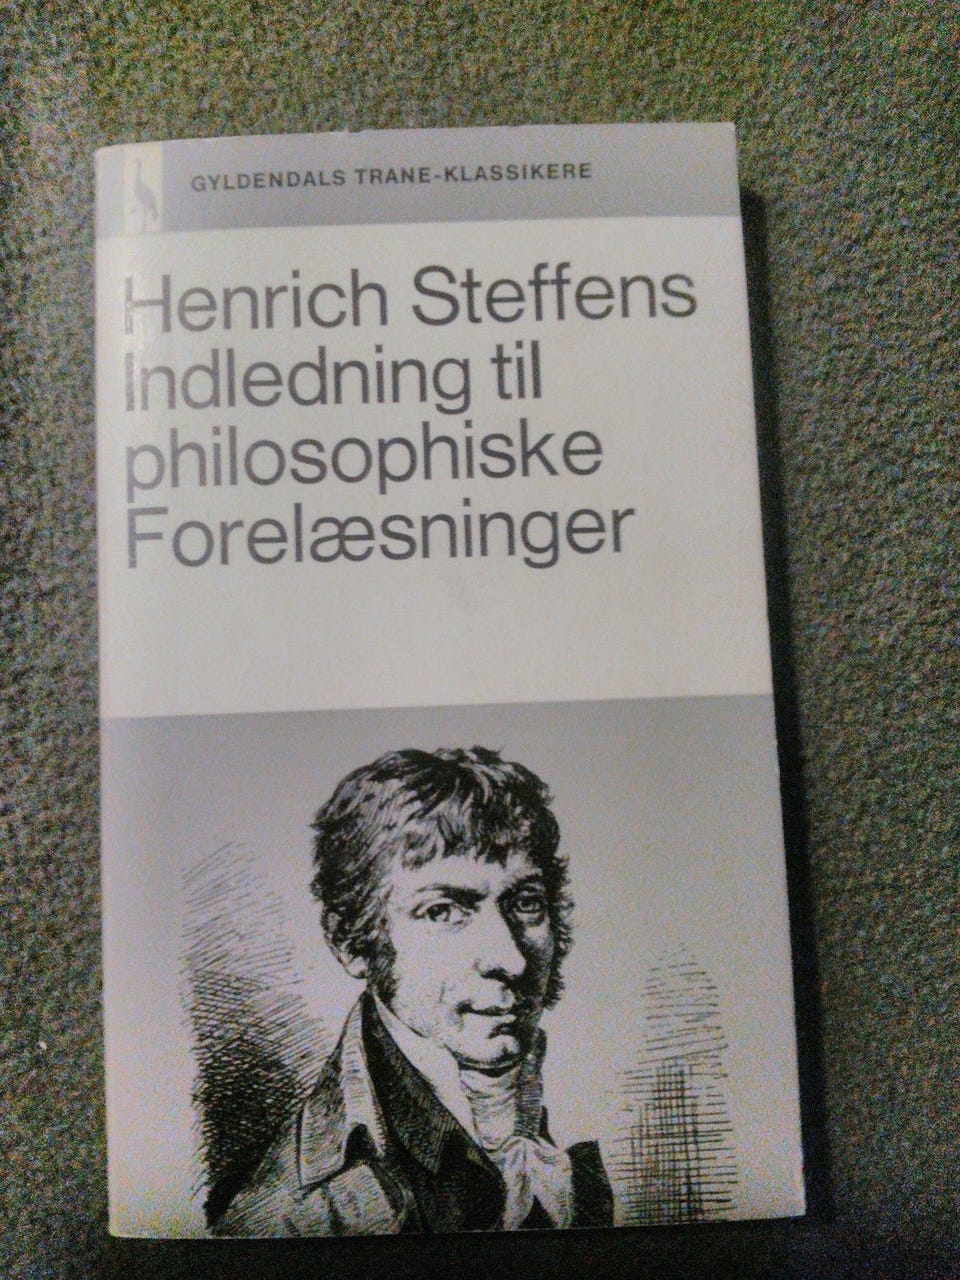 GYLDENDALS TRANE-KLASSIKERE
Henrich Steffens
Indledning til
philosophiske
Forelæsninger